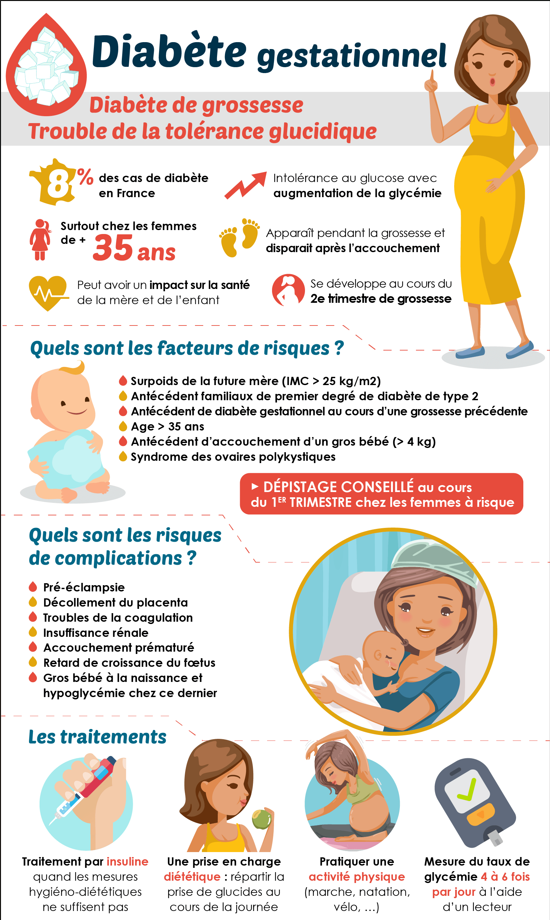 Diabète gestationnel
Diabète de grossesse
Trouble de la tolérance glucidique
8% des cas de diabète
en France
Intolérance au glucose avec
augmentation de la glycémie
Surtout chez les femmes
de + 35 ans
Apparaît pendant la grossesse et
disparait après l'accouchement
Peut avoir un impact sur la santé
de la mère et de l'enfant
Se développe au cours du
2e trimestre de grossesse
Quels sont les facteurs de risques ?
Surpoids de la future mère (IMC > 25 kg/m2)
Antécédent familiaux de premier degré de diabète de type 2
Antécédent de diabète gestationnel au cours d'une grossesse précédente
Age > 35 ans
Antécédent d'accouchement d'un gros bébé (> 4 kg)
Syndrome des ovaires polykystiques
DÉPISTAGE CONSEILLÉ au cours
du 1ER TRIMESTRE chez les femmes à risque
Quels sont les risques
de complications ?
Pré-éclampsie
Décollement du placenta
Troubles de la coagulation
Insuffisance rénale
Accouchement prématuré
Retard de croissance du fœtus
Gros bébé à la naissance et
hypoglycémie chez ce dernier
Les traitements
Traitement par insuline
quand les mesures
hygiéno-diététiques
ne suffisent pas
Une prise en charge
diététique : répartir la
prise de glucides au
cours de la journée
Pratiquer une
activité physique
(marche, natation,
vélo, ...)
Mesure du taux de
glycémie 4 à 6 fois
par jour à l'aide
d'un lecteur